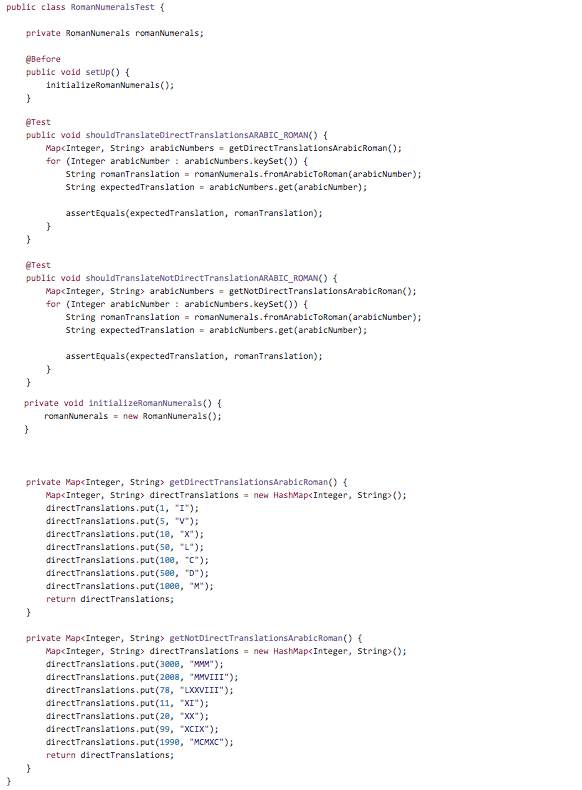 public class RomanNumeralsTest {
private RomanNumerals romanNumerals;
@Before
public void setUp() {
initializeRomanNumerals();
}
@Test
public void shouldTranslateDirectTranslationsARABIC_ROMAN() {
Map<Integer, String> arabicNumbers = getDirectTranslationsArabicRoman();
for (Integer arabicNumber : arabicNumbers.keySet()) {
String romanTranslation = romanNumerals.fromArabicToRoman(arabicNumber);
String expectedTranslation = arabicNumbers.get(arabicNumber);
assertEquals(expectedTranslation, romanTranslation);
}
}
@Test
public void shouldTranslateNotDirectTranslationARABIC_ROMAN() {
Map<Integer, String> arabicNumbers = getNotDirectTranslationsArabicRoman();
for (Integer arabicNumber : arabicNumbers.keySet()) {
String romanTranslation = romanNumerals.fromArabicToRoman(arabicNumber);
String expectedTranslation = arabicNumbers.get(arabicNumber);
assertEquals(expectedTranslation, romanTranslation);
}
}
private void initializeRomanNumerals() {
romanNumerals = new RomanNumerals();
}
private Map<Integer, String> getDirectTranslationsArabicRoman() {
Map<Integer, String> directTranslations = new HashMap<Integer, String>();
directTranslations.put(1, "I");
directTranslations.put(5, "V");
directTranslations.put(10, "X");
directTranslations.put(50, "L");
directTranslations.put(100, "C");
directTranslations.put(500, "D");
directTranslations.put(1000, "M");
return directTranslations;
}
private Map<Integer, String> getNotDirectTranslationsArabicRoman() {
Map<Integer, String> directTranslations = new HashMap<Integer, String>();
directTranslations.put(3000, "MMM");
directTranslations.put(2008, "MMVIII");
directTranslations.put(78, "LXXVIII");
directTranslations.put(11, "XI");
directTranslations.put(20, "XX");
directTranslations.put(99, "XCIX");
directTranslations.put(1990, "MCMXC");
return directTranslations;
}
}